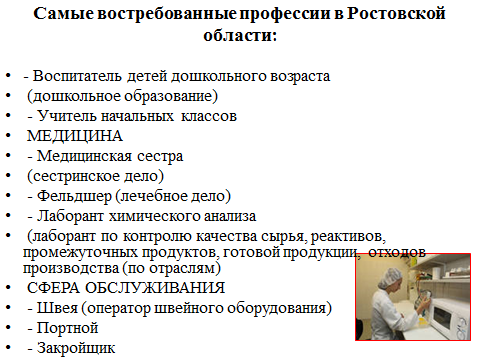 Самые востребованные профессии в Ростовской
области:
• - Воспитатель детей дошкольного возраста
• (дошкольное образование)
• - Учитель начальных классов
• МЕДИЦИНА
• - Медицинская сестра
• (сестринское дело)
• - Фельдшер (лечебное дело)
• - Лаборант химического анализа
• (лаборант по контролю качества сырья, реактивов,
промежуточных продуктов, готовой продукции, отходов
производства (по отраслям)
• СФЕРА ОБСЛУЖИВАНИЯ
• - Швея (оператор швейного оборудования)
• - Портной
• - Закройщик